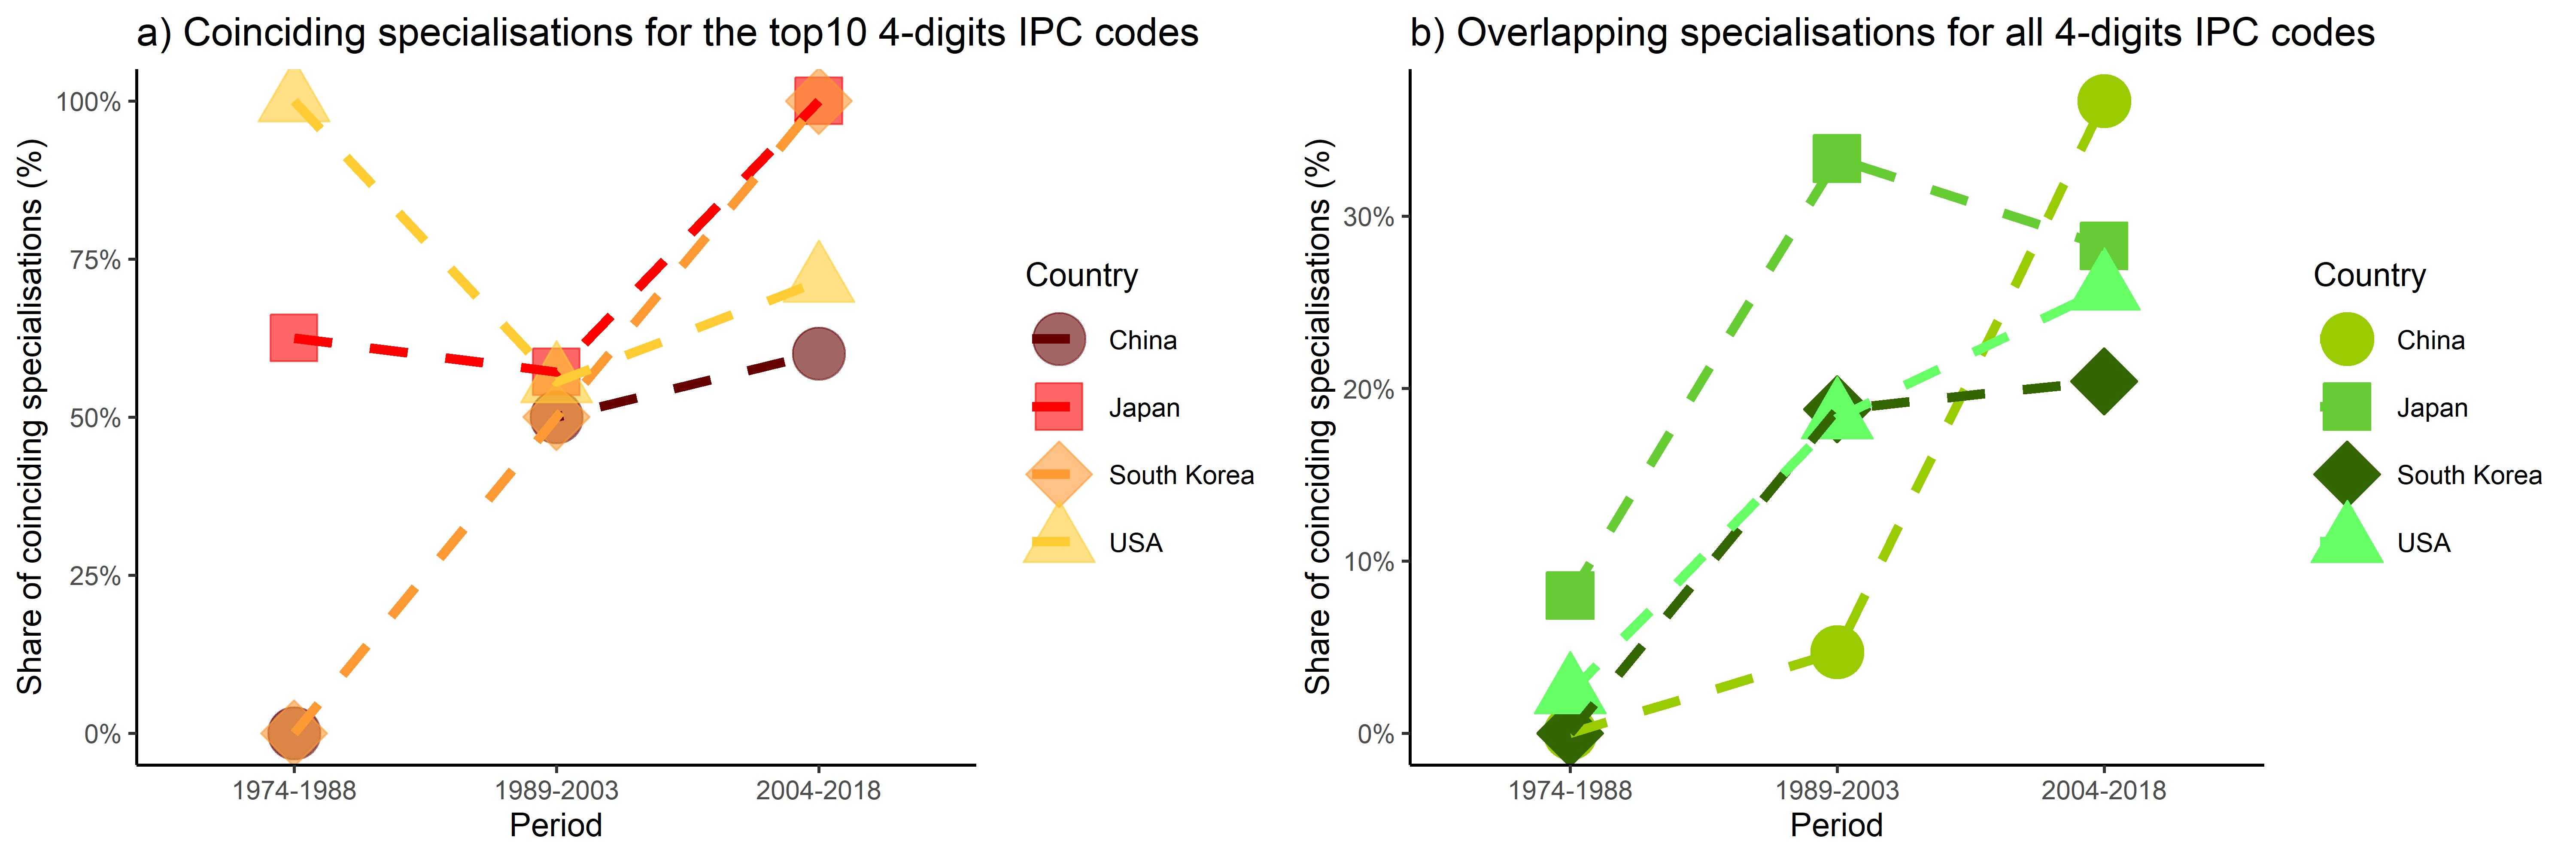 a) Coinciding specialisations for the top10 4-digits IPC codes
Share of coinciding specialisations (%)
100%
75%
50%
25%
0%
1974-1988
1989-2003
2004-2018
Period
Country
China
Japan
South Korea
USA
b) Overlapping specialisations for all 4-digits IPC codes
Share of coinciding specialisations (%)
30%
20%
10%
0%
1974-1988
1989-2003
2004-2018
Period
Country
China
Japan
South Korea
USA